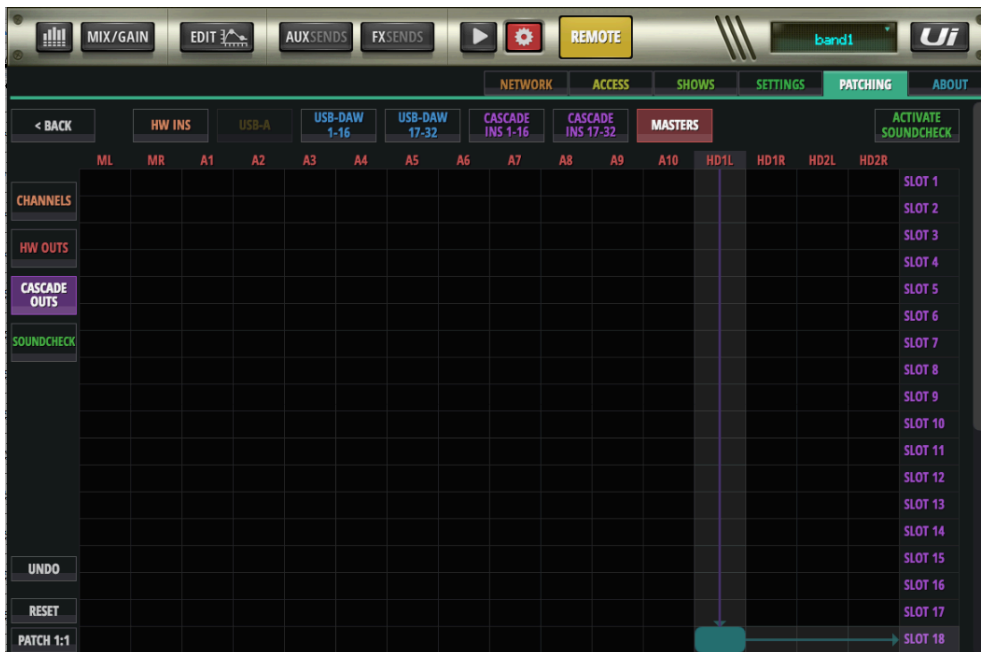 MIX/GAIN EDIT AUXSENDS FXSENDS REMOTE band1 Ui
NETWORK ACCESS SHOWS SETTINGS PATCHING ABOUT
< BACK
HW INS
USB-A
USB-DAW
1-16
USB-DAW
17-32
CASCADE
INS 1-16
CASCADE
INS 17-32
MASTERS
ACTIVATE
SOUNDCHECK
ML MR A1 A2 A3 A4 A5 A6 A7 A8 A9 A10 HD1L HD1R HD2L HD2R
CHANNELS
HW OUTS
CASCADE
OUTS
SOUNDCHECK
UNDO
RESET
PATCH 1:1
SLOT 1
SLOT 2
SLOT 3
SLOT 4
SLOT 5
SLOT 6
SLOT 7
SLOT 8
SLOT 9
SLOT 10
SLOT 11
SLOT 12
SLOT 13
SLOT 14
SLOT 15
SLOT 16
SLOT 17
SLOT 18